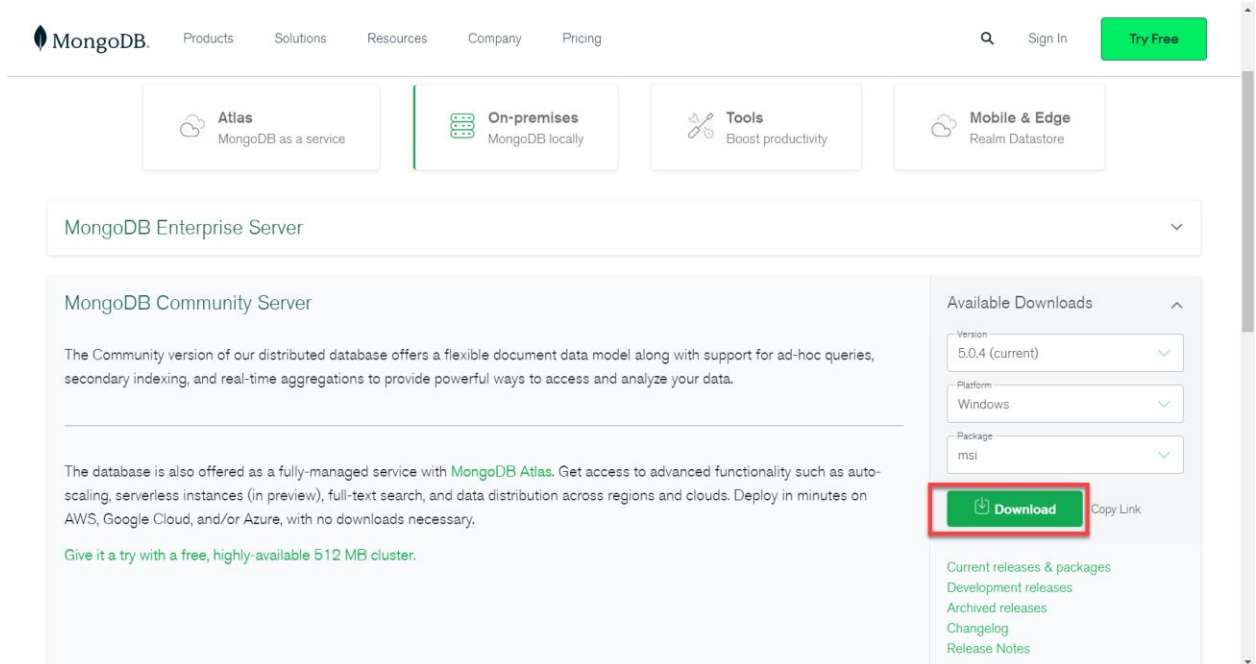 MongoDB.
Products
Solutions
Resources
Company
Pricing
Sign In
Try Free
Atlas
MongoDB as a service
On-premises
MongoDB locally
Tools
Boost productivity
Mobile & Edge
Realm Datastore
MongoDB Enterprise Server
MongoDB Community Server
The Community version of our distributed database offers a flexible document data model along with support for ad-hoc queries,
secondary indexing, and real-time aggregations to provide powerful ways to access and analyze your data.
The database is also offered as a fully-managed service with MongoDB Atlas. Get access to advanced functionality such as auto-
scaling, serverless instances (in preview), full-text search, and data distribution across regions and clouds. Deploy in minutes on
AWS, Google Cloud, and/or Azure, with no downloads necessary.
Give it a try with a free, highly-available 512 MB cluster.
Available Downloads
Version
5.0.4 (current)
Platform
Windows
Package
msi
Download
Copy Link
Current releases & packages
Development releases
Archived releases
Changelog
Release Notes